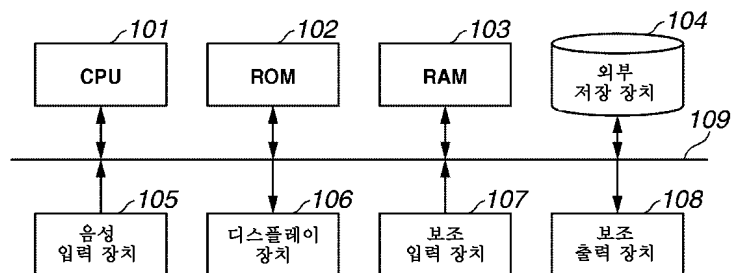 101
102
103
104
CPU
ROM
RAM
외부
저장 장치
109
105
106
107
108
음성
입력 장치
디스플레이
장치
보조
입력 장치
보조
출력 장치